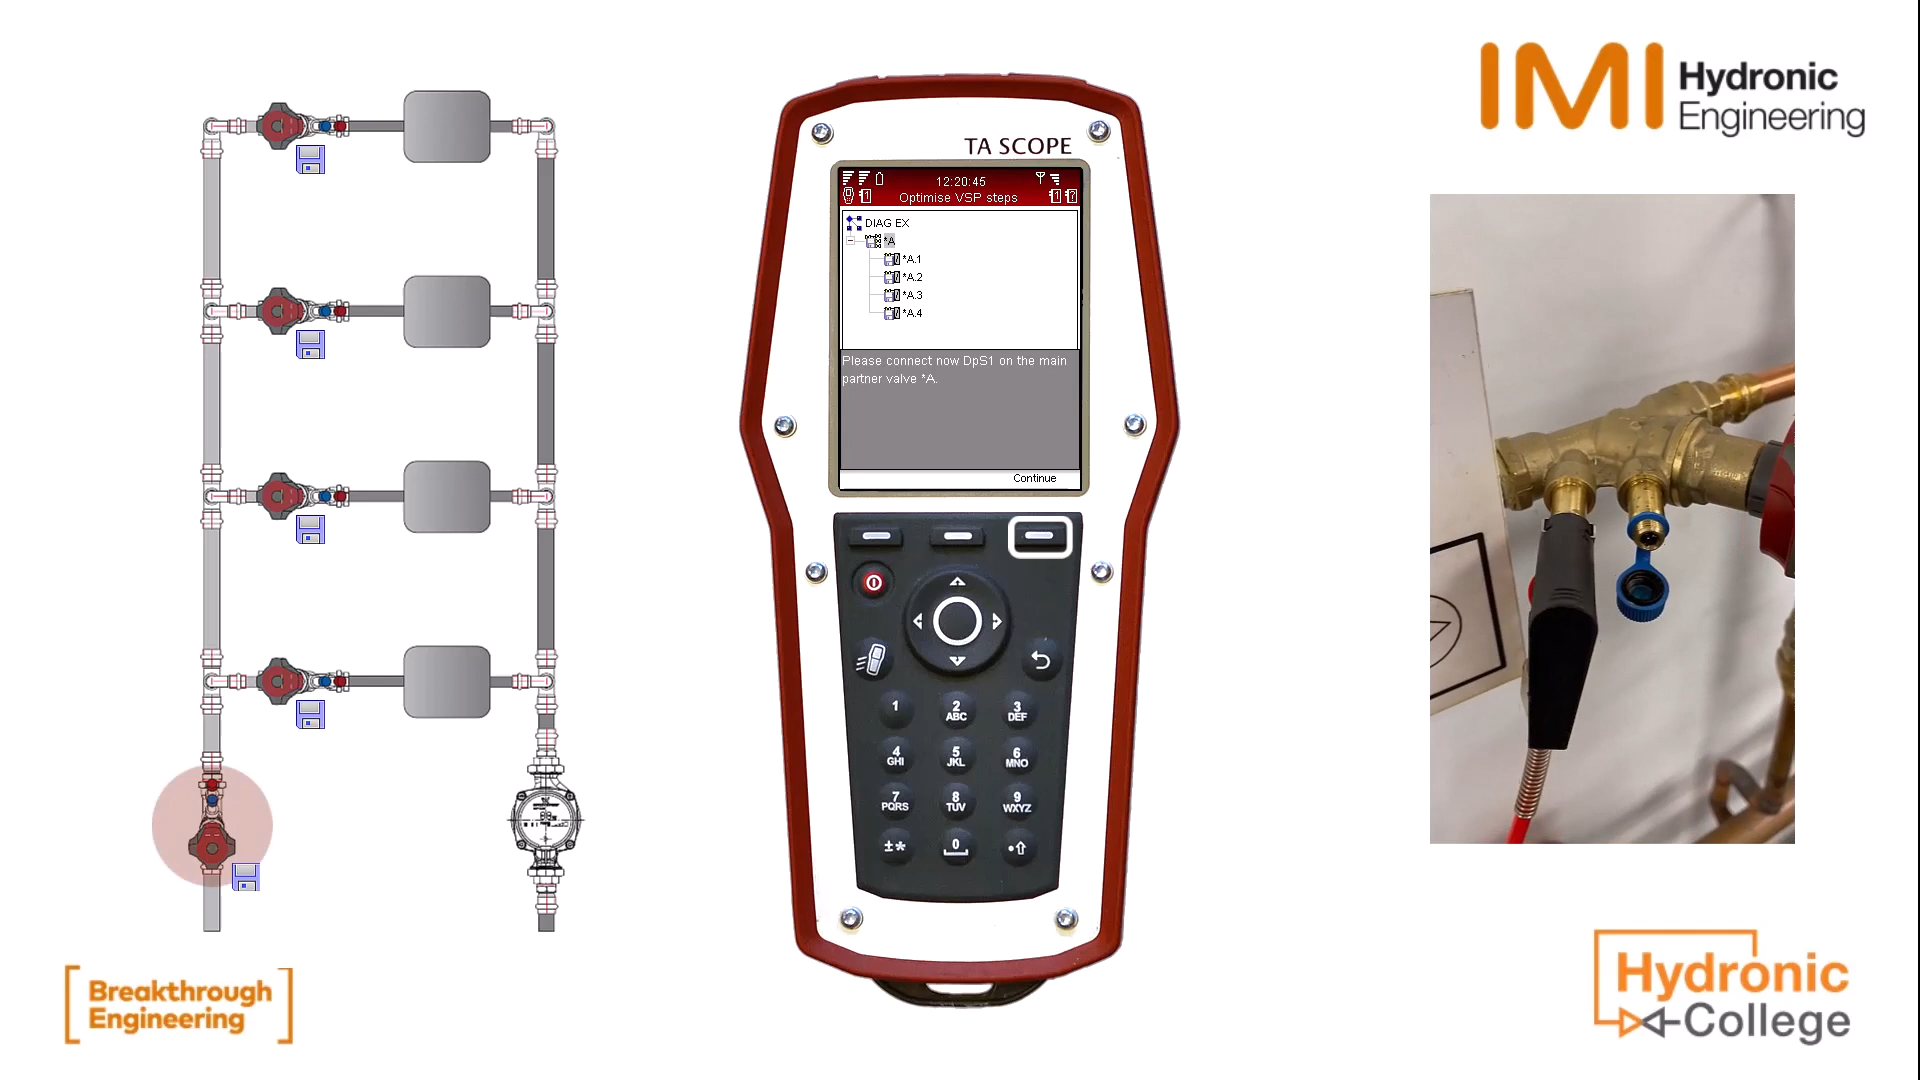 IMI Hydronic
Engineering
TA SCOPE
12:20:45
Optimise VSP steps
DIAG EX
*A
*A.1
*A.2
*A.3
*A.4
Please connect now DpS1 on the main
partner valve *A.
Continue
1
2
ABC
3
DEF
4
GHI
5
JKL
6
MNO
7
PQRS
8
TUV
9
WXYZ
±*
0
Breakthrough
Engineering
Hydronic
College